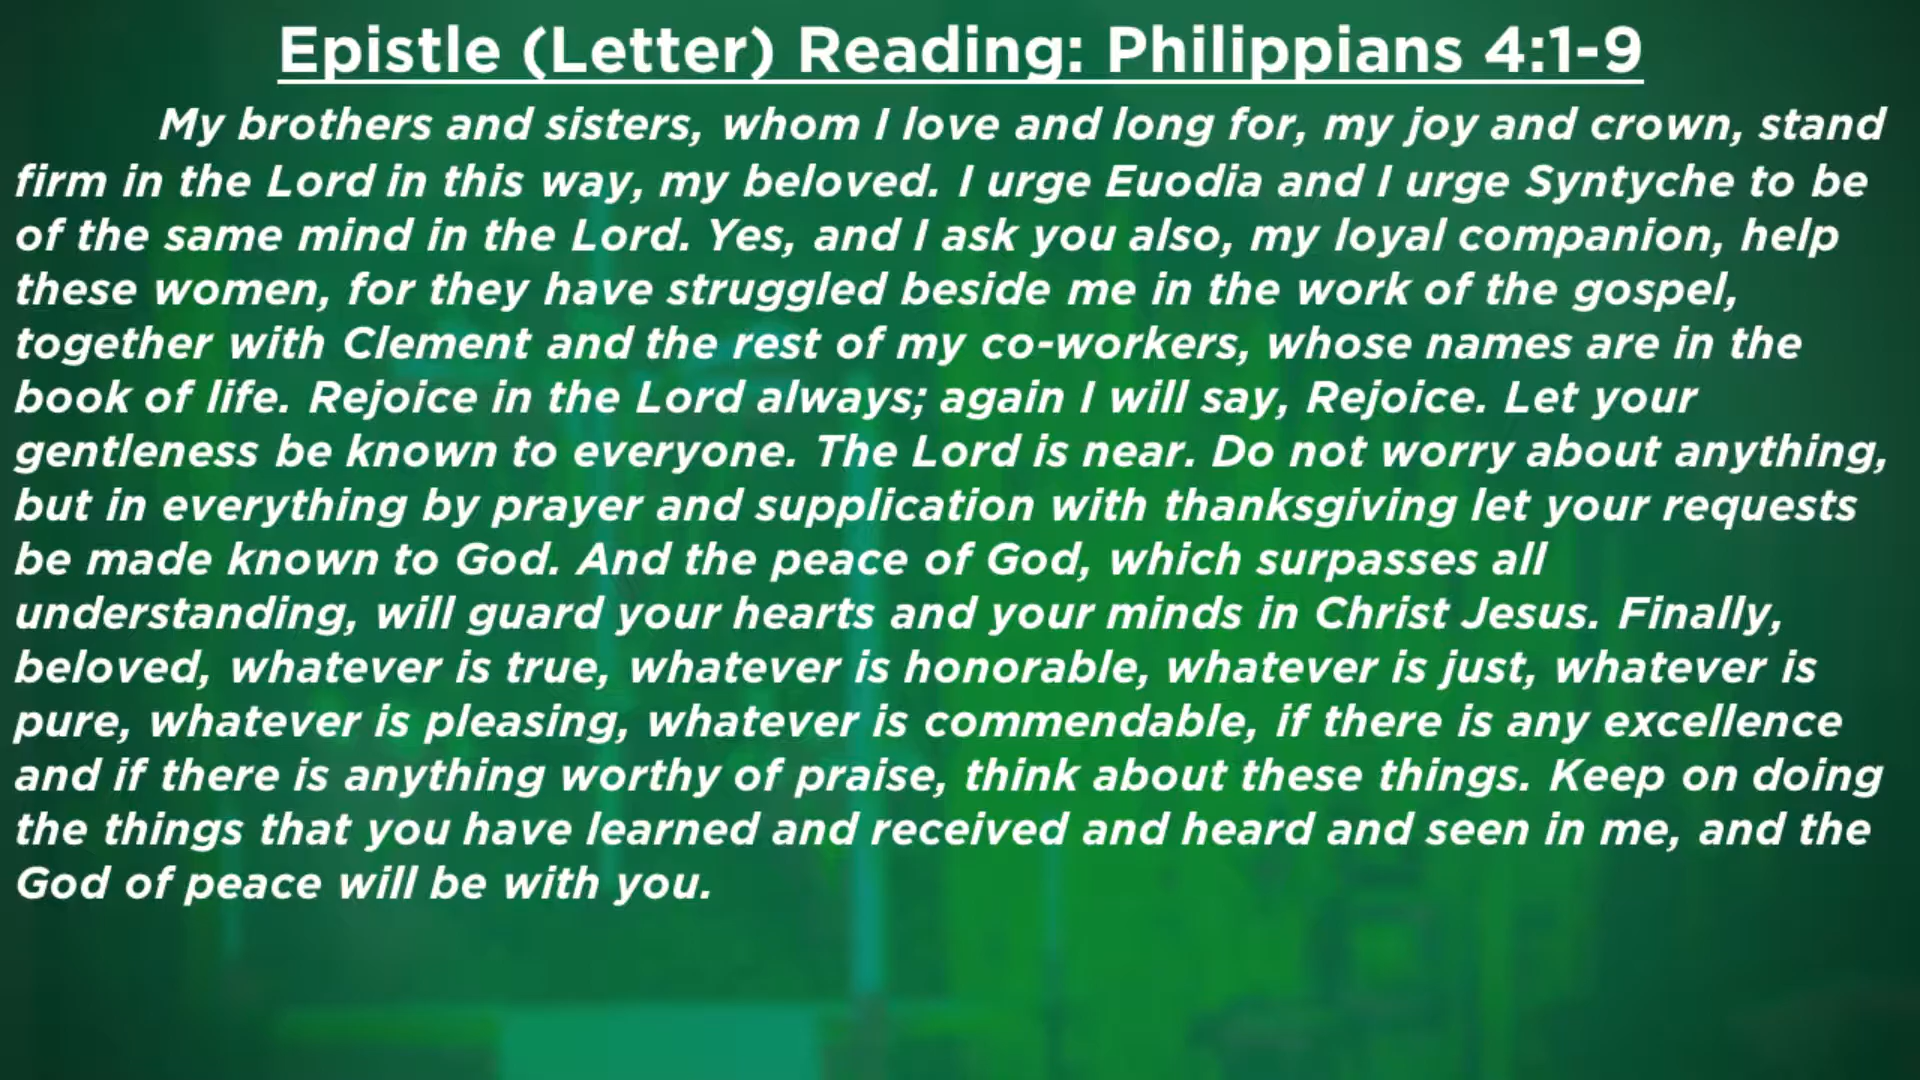 Epistle (Letter) Reading: Philippians 4:1-9
My brothers and sisters, whom I love and long for, my joy and crown, stand
firm in the Lord in this way, my beloved. I urge Euodia and I urge Syntyche to be
of the same mind in the Lord. Yes, and I ask you also, my loyal companion, help
these women, for they have struggled beside me in the work of the gospel,
together with Clement and the rest of my co-workers, whose names are in the
book of life. Rejoice in the Lord always; again I will say, Rejoice. Let your
gentleness be known to everyone. The Lord is near. Do not worry about anything,
but in everything by prayer and supplication with thanksgiving let your requests
be made known to God. And the peace of God, which surpasses all
understanding, will guard your hearts and your minds in Christ Jesus. Finally,
beloved, whatever is true, whatever is honorable, whatever is just, whatever is
pure, whatever is pleasing, whatever is commendable, if there is any excellence
and if there is anything worthy of praise, think about these things. Keep on doing
the things that you have learned and received and heard and seen in me, and the
God of peace will be with you.